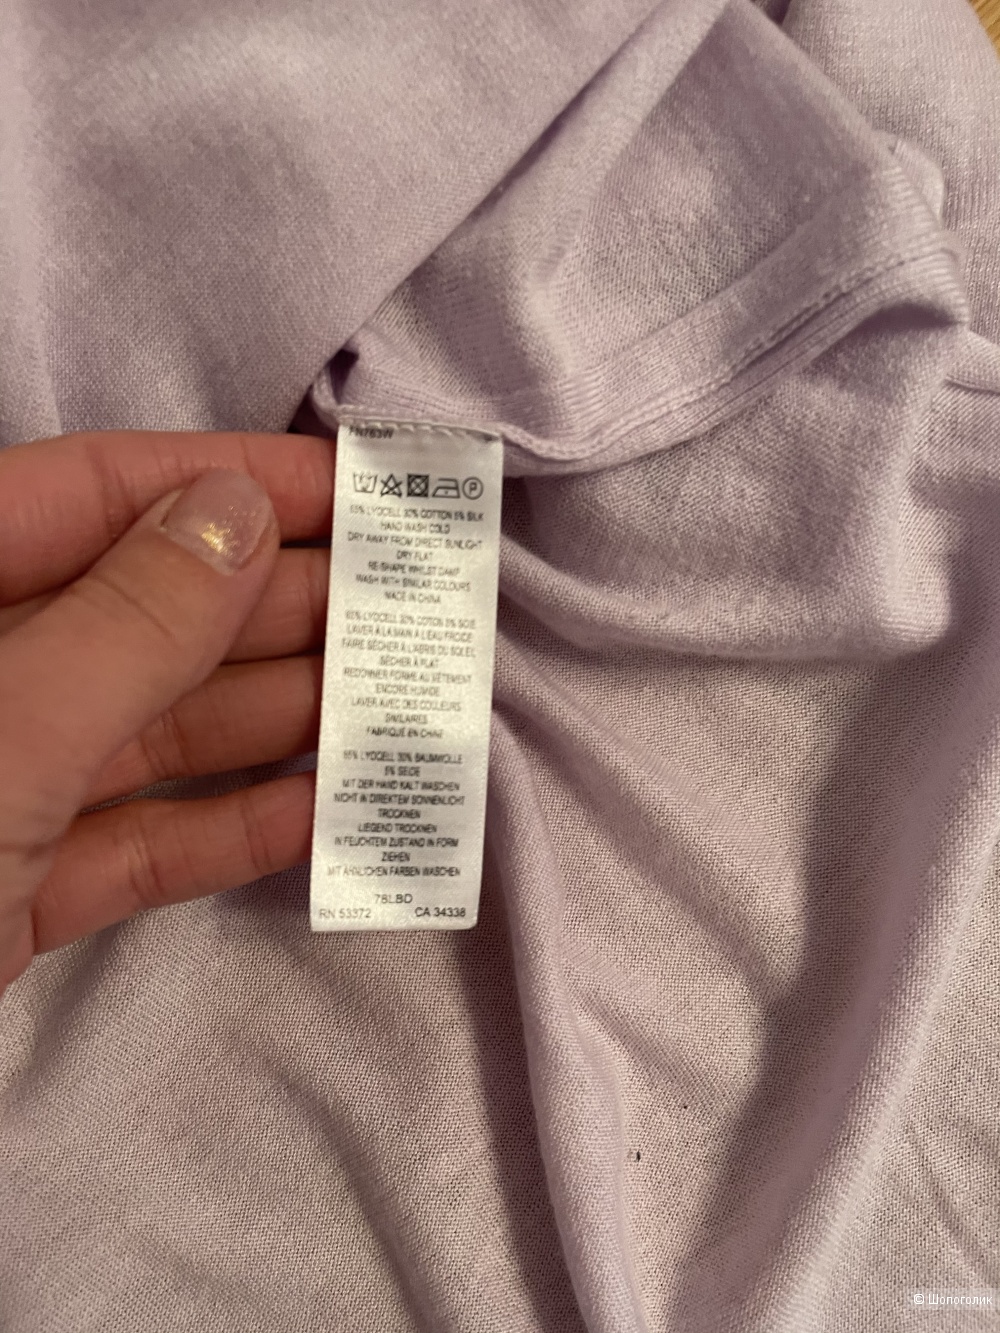 65% LYOCELL 30% COTTON 5% SILK
HAND WASH COLD
DRY AWAY FROM DIRECT SUNLIGHT
DRY FLAT
RE-SHAPE WHILST DAMP
WASH WITH SIMILAR COLOURS
MADE IN CHINA
65% LYOCELL 30% COTON 5% SOIE
LAVER À LA MAIN À L'EAU FROIDE
FAIRE SÉCHER À L'ABRIS DU SOLEIL
SÉCHER À PLAT
REDONNER FORME AU VÊTEMENT
ENCORE HUMIDE
LAVER AVEC DES COULEURS
SIMILAIRES
FABRIQUÉ EN CHINE
65% LYOCELL 30% BAUMWOLLE
5% SEIDE
MIT DER HAND KALT WASCHEN
NICHT IN DIREKTEM SONNENLICHT
TROCKNEN
LIEGEND TROCKNEN
IN FEUCHTEM ZUSTAND IN FORM
ZIEHEN
MIT ÄHNLICHEN FARBEN WASCHEN
78LBD
RN 53372 CA 34338
© Шопоголик